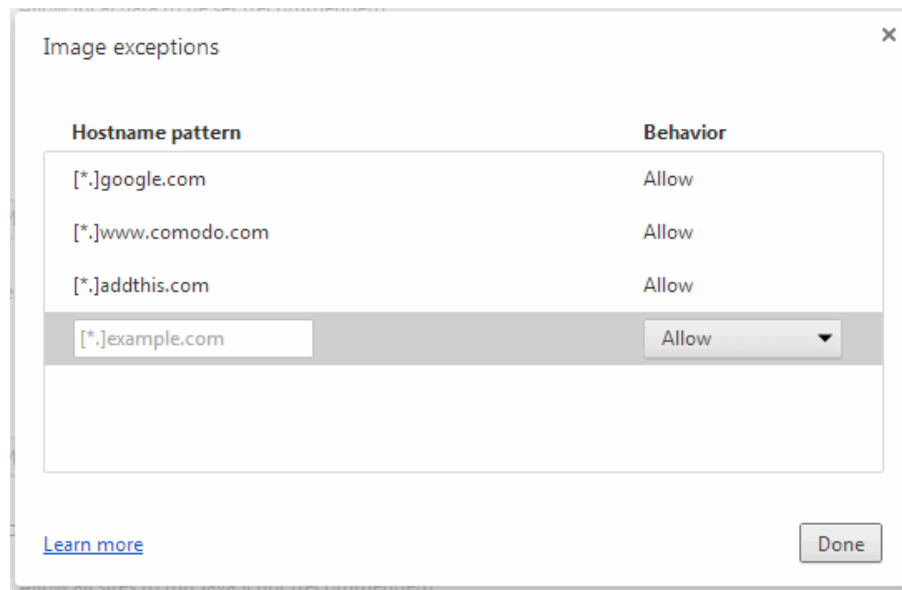 Image exceptions
Hostname pattern Behavior
[*.]google.com Allow
[*.]www.comodo.com Allow
[*.]addthis.com Allow
[*.]example.com Allow
Learn more Done